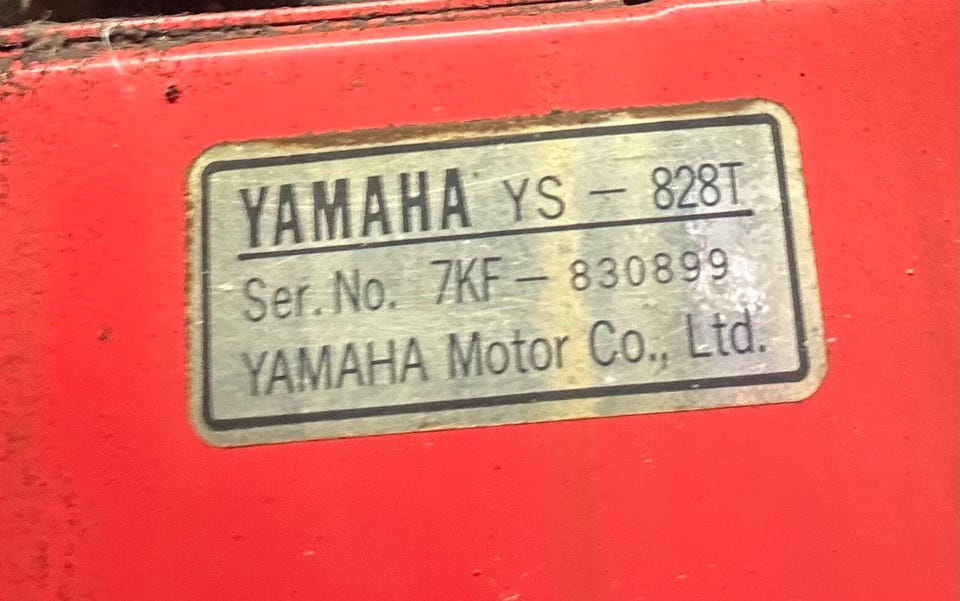 YAMAHA YS - 828T
Ser. No. 7KF - 830899
YAMAHA Motor Co., Ltd.